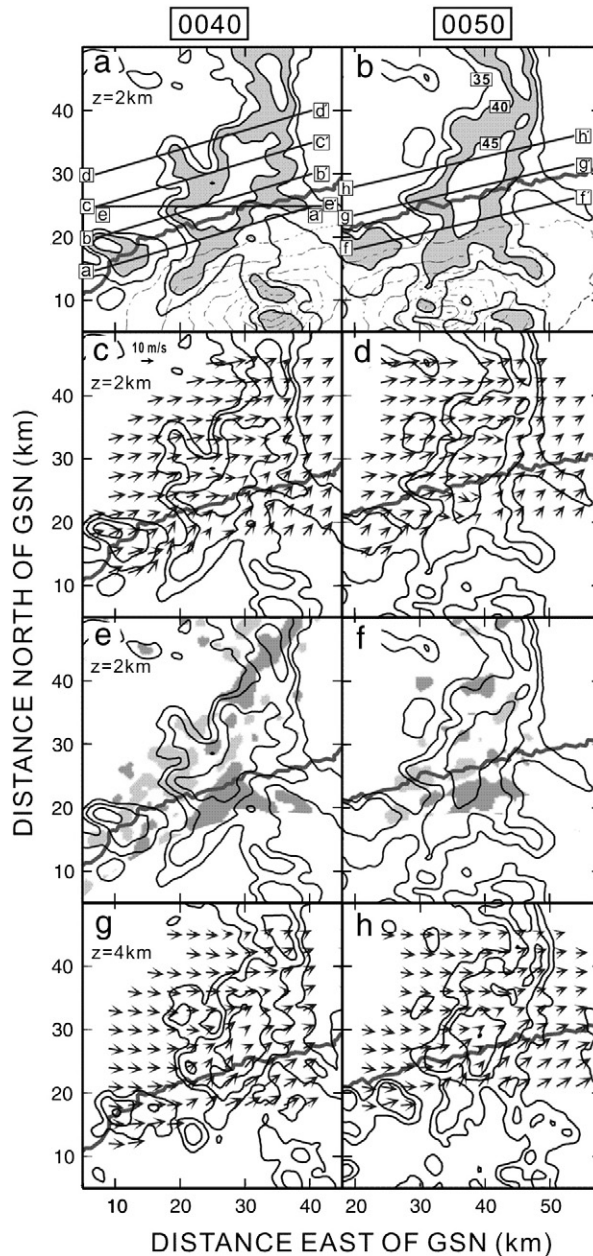 0040 0050
a
z=2km
50
40
30
20
10
d d'
c c'
b b'
e e'
a a'
b
35
40
45
h h'
g g'
f f'
c
10 m/s
z=2km
40
30
20
10
d
e
z=2km
40
30
20
10
f
g
z=4km
40
30
20
10
h
10 20 30 40 20 30 40 50
DISTANCE NORTH OF GSN (km)
DISTANCE EAST OF GSN (km)